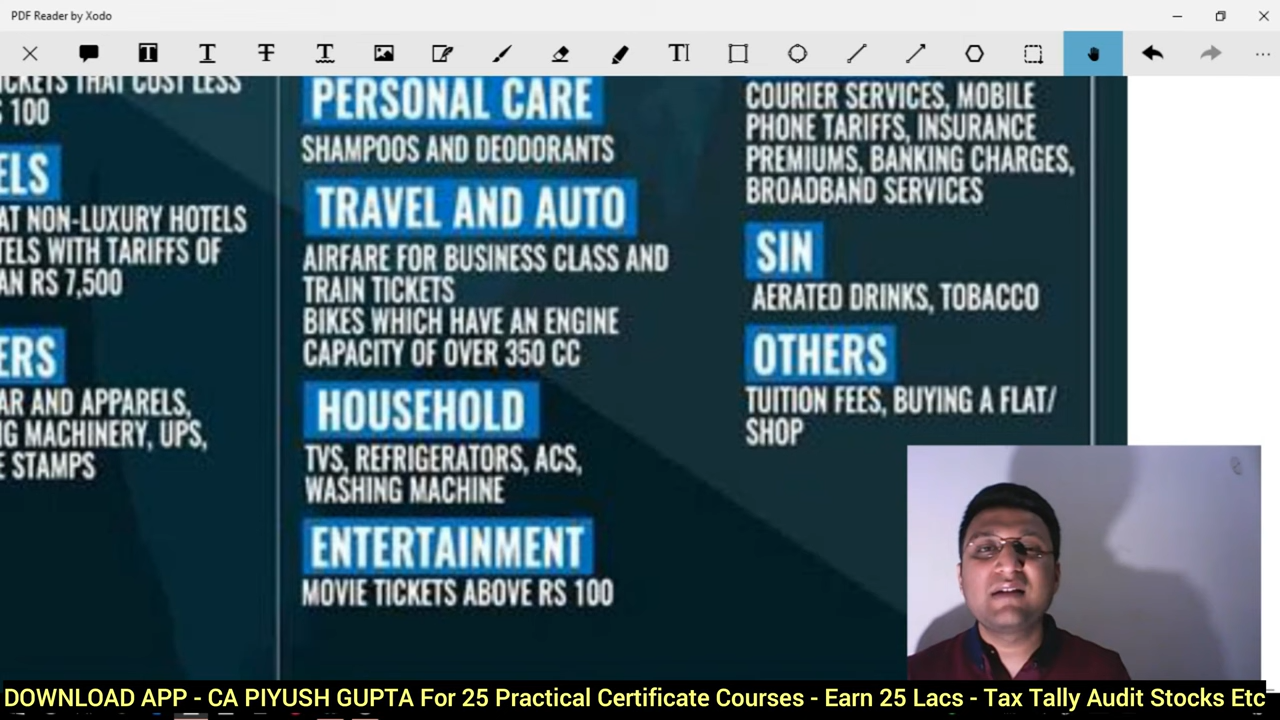 PDF Reader by Xodo
TICKETS THAT COST LESS
100
ELS
AT NON-LUXURY HOTELS
TELS WITH TARIFFS OF
AN RS 7,500
ERS
AR AND APPARELS,
G MACHINERY, UPS,
E STAMPS
PERSONAL CARE
SHAMPOOS AND DEODORANTS
TRAVEL AND AUTO
AIRFARE FOR BUSINESS CLASS AND
TRAIN TICKETS
BIKES WHICH HAVE AN ENGINE
CAPACITY OF OVER 350 CC
HOUSEHOLD
TVS, REFRIGERATORS, ACS,
WASHING MACHINE
ENTERTAINMENT
MOVIE TICKETS ABOVE RS 100
COURIER SERVICES, MOBILE
PHONE TARIFFS, INSURANCE
PREMIUMS, BANKING CHARGES,
BROADBAND SERVICES
SIN
AERATED DRINKS, TOBACCO
OTHERS
TUITION FEES, BUYING A FLAT/
SHOP
DOWNLOAD APP - CA PIYUSH GUPTA For 25 Practical Certificate Courses - Earn 25 Lacs - Tax Tally Audit Stocks Etc